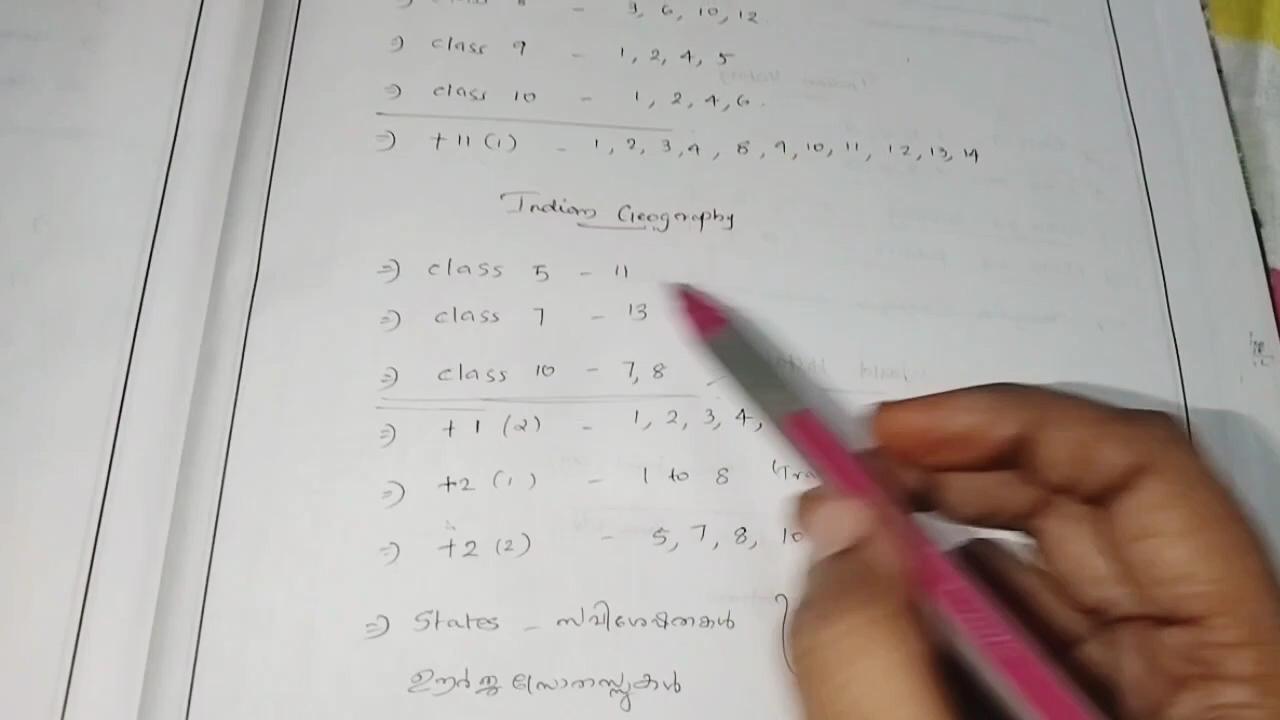 3, 6, 10, 12
=) class 9 - 1, 2, 4, 5
=) class 10 - 1, 2, 4, 6.
=) +11 (1) - 1, 2, 3, 4, 8, 9, 10, 11, 12, 13, 14
Indian Geography
=) class 5 - 11
=) class 7 - 13
=) class 10 - 7, 8
=) +1 (2) - 1, 2, 3, 4,
=) +2 (1) - 1 to 8
=) +2 (2) - 5, 7, 8, 10
=) States - സവിശേഷതകൾ
ഊർജ്ജ സ്രോതസ്സുകൾ